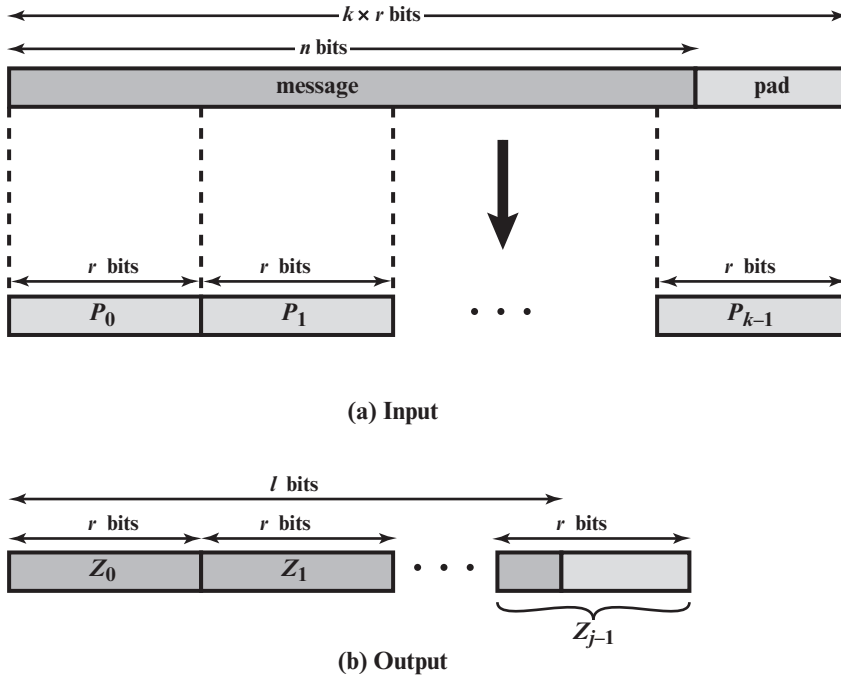 k × r bits
n bits
message pad
r bits r bits r bits
P0 P1 . . . Pk–1
(a) Input
l bits
r bits r bits r bits
Z0 Z1 . . .
Zj–1
(b) Output